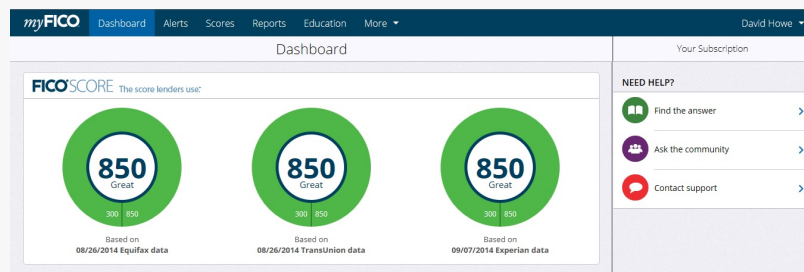 myFICO Dashboard Alerts Scores Reports Education More David Howe
Dashboard
Your Subscription
FICO® SCORE The score lenders use.®
850
Great
300 850
Based on
08/26/2014 Equifax data
850
Great
300 850
Based on
08/26/2014 TransUnion data
850
Great
300 850
Based on
09/07/2014 Experian data
NEED HELP?
Find the answer
Ask the community
Contact support